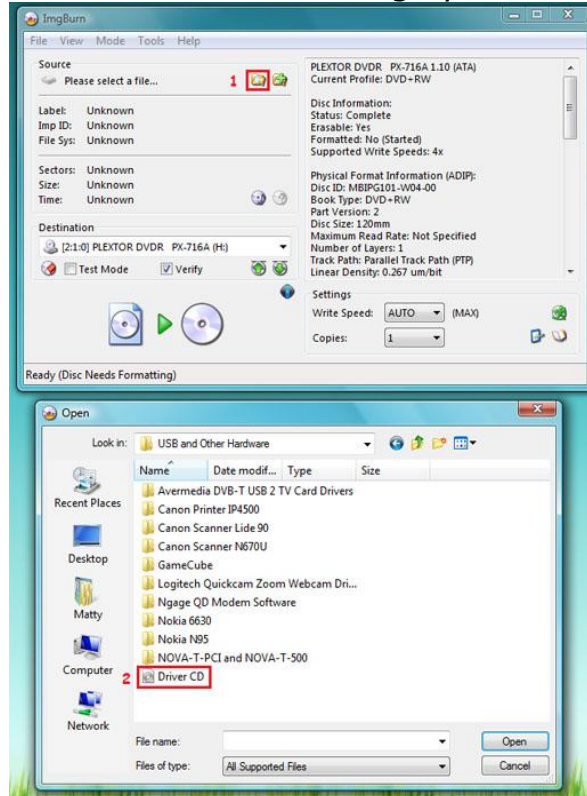 ImgBurn
File View Mode Tools Help
Source
Please select a file...
1
Label: Unknown
Imp ID: Unknown
File Sys: Unknown
Sectors: Unknown
Size: Unknown
Time: Unknown
Destination
[2:1:0] PLEXTOR DVDR PX-716A (H:)
Test Mode Verify
PLEXTOR DVDR PX-716A 1.10 (ATA)
Current Profile: DVD+RW
Disc Information:
Status: Complete
Erasable: Yes
Formatted: No (Started)
Supported Write Speeds: 4x
Physical Format Information (ADIP):
Disc ID: MBIPG101-W04-00
Book Type: DVD+RW
Part Version: 2
Disc Size: 120mm
Maximum Read Rate: Not Specified
Number of Layers: 1
Track Path: Parallel Track Path (PTP)
Linear Density: 0.267 um/bit
Settings
Write Speed: AUTO (MAX)
Copies: 1
Ready (Disc Needs Formatting)
Open
Look in: USB and Other Hardware
Recent Places
Desktop
Matty
Computer
Network
Name Date modif... Type Size
Avermedia DVB-T USB 2 TV Card Drivers
Canon Printer IP4500
Canon Scanner Lide 90
Canon Scanner N670U
GameCube
Logitech Quickcam Zoom Webcam Dri...
Ngage QD Modem Software
Nokia 6630
Nokia N95
NOVA-T-PCI and NOVA-T-500
2 Driver CD
File name: Open
Files of type: All Supported Files Cancel